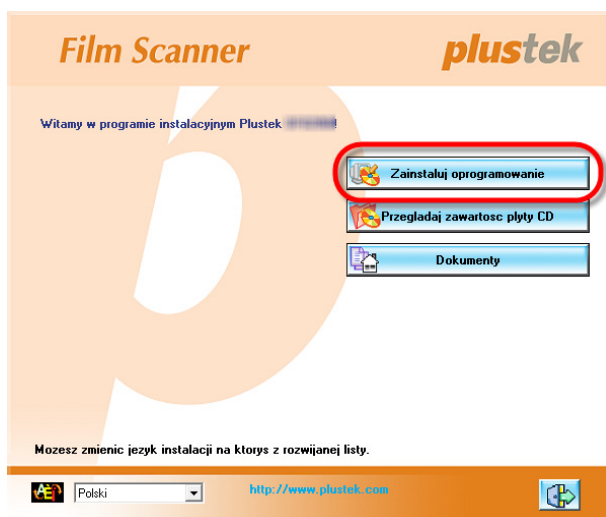 Film Scanner
plustek
Witamy w programie instalacyjnym Plustek
Zainstaluj oprogramowanie
Przegladaj zawartosc plyty CD
Dokumenty
Mozesz zmienic jezyk instalacji na ktorys z rozwijanej listy.
Polski
http://www.plustek.com